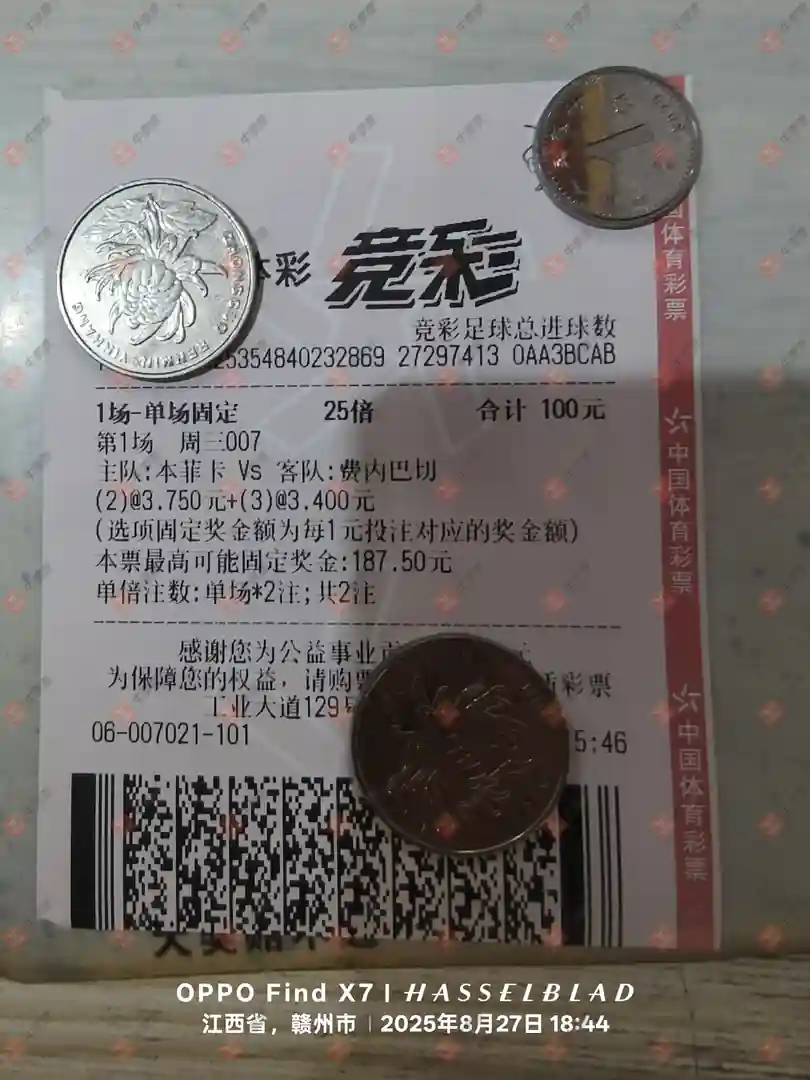 体彩 竞彩
竞彩足球总进球数
25354840232869 27297413 0AA3BCAB
1场-单场固定 25倍 合计 100元
第1场 周三007
主队:本菲卡 Vs 客队:费内巴切
(2)@3.750元+(3)@3.400元
(选项固定奖金额为每1元投注对应的奖金额)
本票最高可能固定奖金:187.50元
单倍注数:单场*2注;共2注
感谢您为公益事业 元
为保障您的权益，请购票 彩票
工业大道129号
06-007021-101 5:46
国体育彩票
中国体育彩票
中国体育彩票
OPPO Find X7 | HASSELBLAD
江西省，赣州市 | 2025年8月27日 18:44